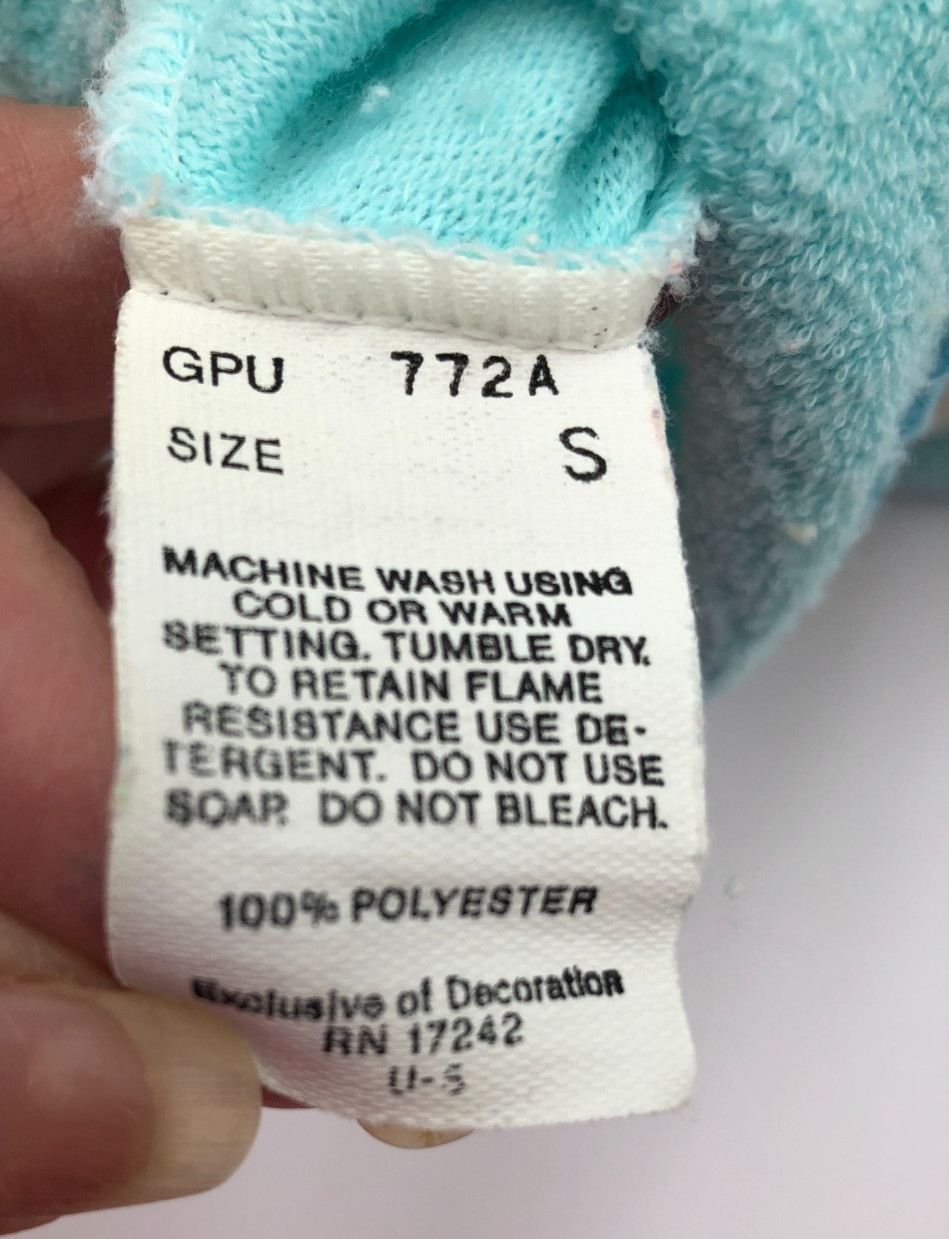 GPU 772A
SIZE S
MACHINE WASH USING
COLD OR WARM
SETTING. TUMBLE DRY.
TO RETAIN FLAME
RESISTANCE USE DE-
TERGENT. DO NOT USE
SOAP. DO NOT BLEACH.
100% POLYESTER
Exclusive of Decoration
RN 17242
U-S